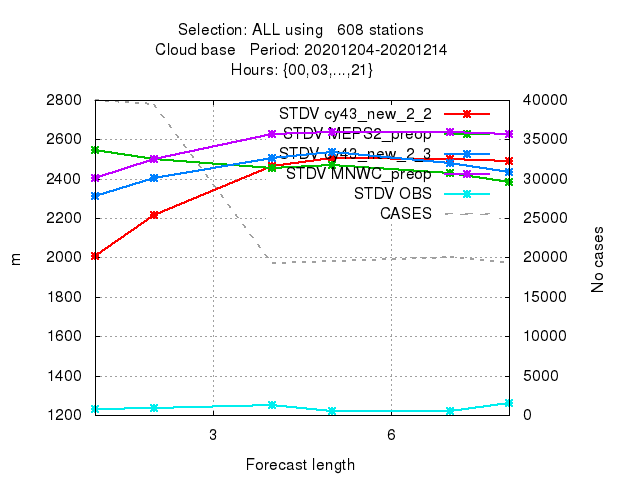 Selection: ALL using 608 stations
Cloud base Period: 20201204-20201214
Hours: {00,03,...,21}
2800
2600
2400
2200
2000
1800
1600
1400
1200
m
STDV cy43_new_2_2
STDV MEPS2_preop
STDV cy43_new_2_3
STDV MNWC_preop
STDV OBS
CASES
40000
35000
30000
25000
20000
15000
10000
5000
0
No cases
3
6
Forecast length